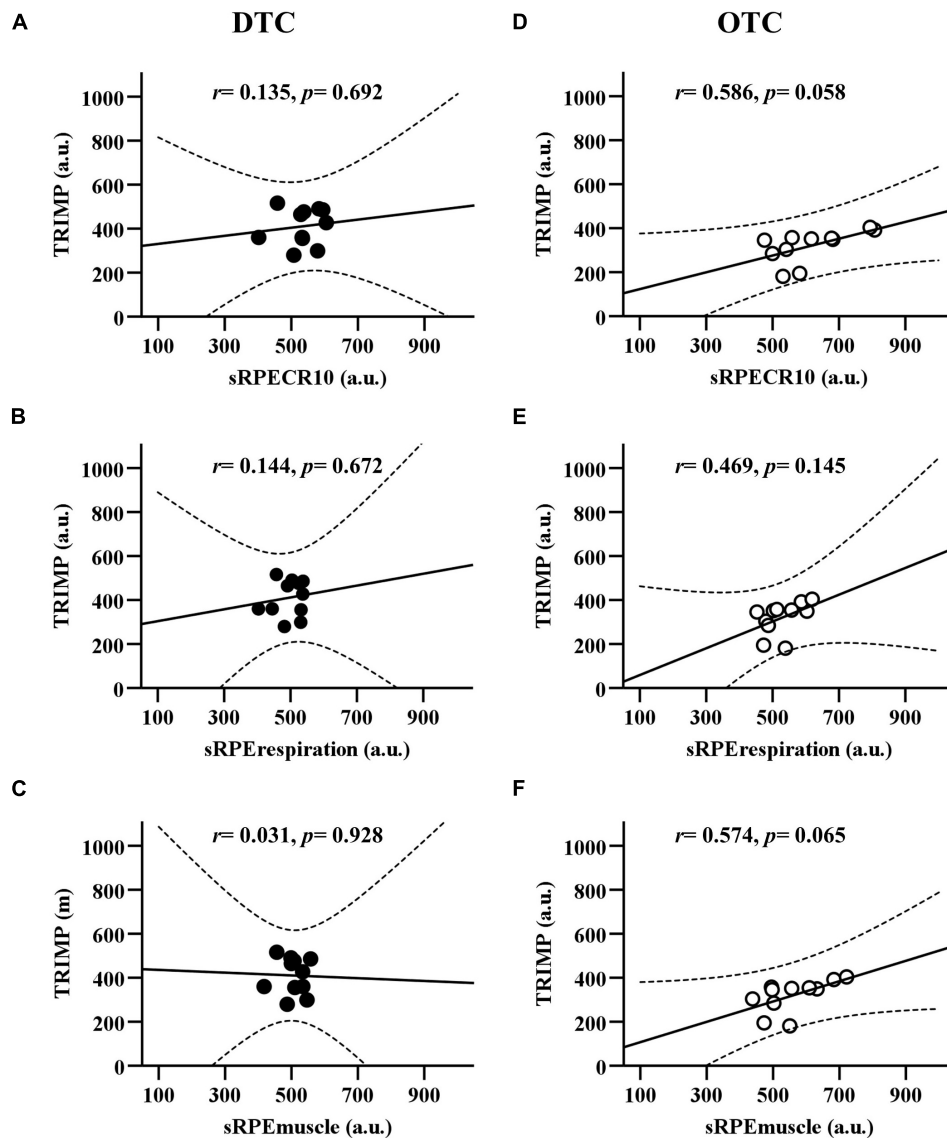 A DTC
r= 0.135, p= 0.692
TRIMP (a.u.)
1000
800
600
400
200
0
100 300 500 700 900
sRPECR10 (a.u.)
D OTC
r= 0.586, p= 0.058
TRIMP (a.u.)
1000
800
600
400
200
0
100 300 500 700 900
sRPECR10 (a.u.)
B
r= 0.144, p= 0.672
TRIMP (a.u.)
1000
800
600
400
200
0
100 300 500 700 900
sRPErespiration (a.u.)
E
r= 0.469, p= 0.145
TRIMP (a.u.)
1000
800
600
400
200
0
100 300 500 700 900
sRPErespiration (a.u.)
C
r= 0.031, p= 0.928
TRIMP (m)
1000
800
600
400
200
0
100 300 500 700 900
sRPEmuscle (a.u.)
F
r= 0.574, p= 0.065
TRIMP (a.u.)
1000
800
600
400
200
0
100 300 500 700 900
sRPEmuscle (a.u.)